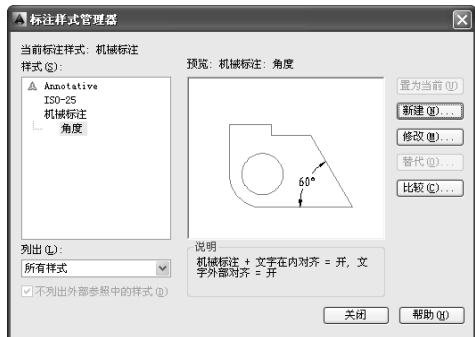 标注样式管理器
当前标注样式: 机械标注
样式(S):
Annotative
ISO-25
机械标注
角度
预览: 机械标注: 角度
60°
置为当前(U)
新建(N)...
修改(M)...
替代(O)...
比较(C)...
列出(L):
所有样式
不列出外部参照中的样式(D)
说明
机械标注 + 文字在内对齐 = 开, 文
字外部对齐 = 开
关闭
帮助(H)